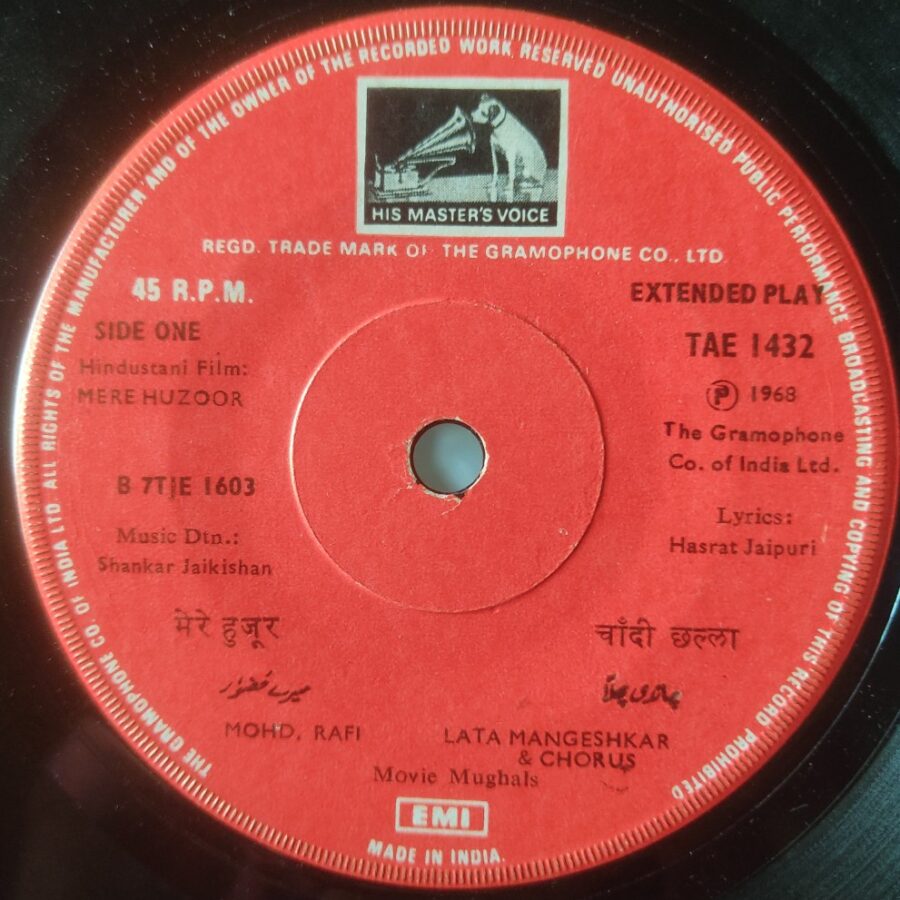 THE GRAMOPHONE CO. OF INDIA LTD. ALL RIGHTS OF THE MANUFACTURER AND OF THE OWNER OF THE RECORDED WORK RESERVED UNAUTHORISED PUBLIC PERFORMANCE BROADCASTING AND COPYING OF THIS RECORD PROHIBITED
HIS MASTER'S VOICE
REGD. TRADE MARK OF THE GRAMOPHONE CO., LTD.
45 R.P.M.
EXTENDED PLAY
SIDE ONE
TAE 1432
Hindustani Film:
MERE HUZOOR
℗ 1968
The Gramophone
Co. of India Ltd.
B 7TJE 1603
Music Dtn.:
Shankar Jaikishan
Lyrics:
Hasrat Jaipuri
मेरे हुजूर
चाँदी छल्ला
میرے حضور
چاندی چھلا
MOHD. RAFI
LATA MANGESHKAR
& CHORUS
Movie Mughals
EMI
MADE IN INDIA.